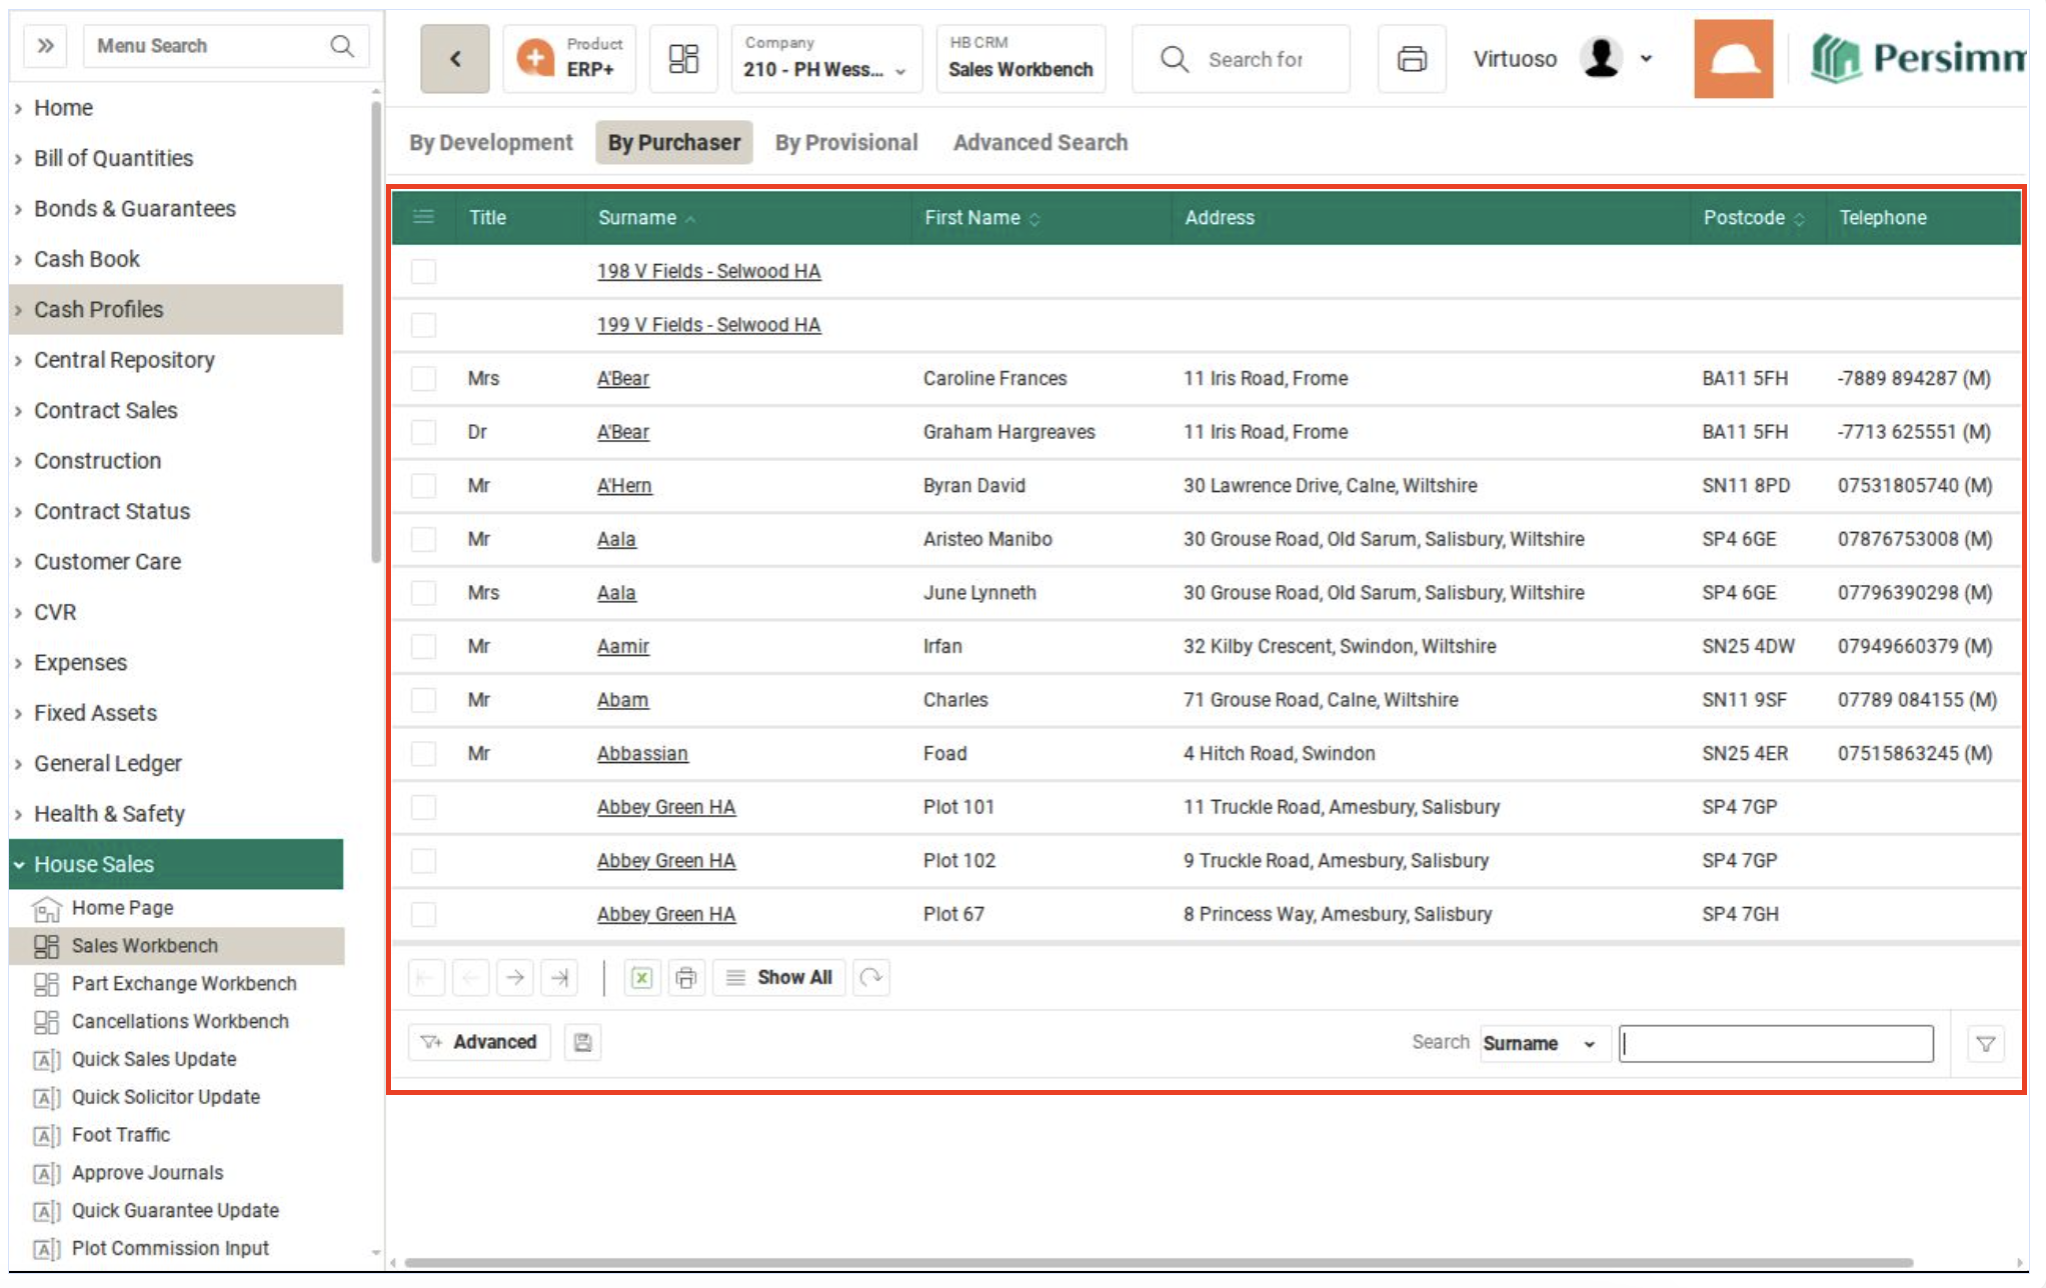 Menu Search
Product
ERP+
Company
210 - PH Wess...
HB CRM
Sales Workbench
Search for
Virtuoso
Persimm
Home
Bill of Quantities
Bonds & Guarantees
Cash Book
Cash Profiles
Central Repository
Contract Sales
Construction
Contract Status
Customer Care
CVR
Expenses
Fixed Assets
General Ledger
Health & Safety
House Sales
Home Page
Sales Workbench
Part Exchange Workbench
Cancellations Workbench
Quick Sales Update
Quick Solicitor Update
Foot Traffic
Approve Journals
Quick Guarantee Update
Plot Commission Input
By Development By Purchaser By Provisional Advanced Search
Title Surname First Name Address Postcode Telephone
198 V Fields - Selwood HA
199 V Fields - Selwood HA
Mrs A'Bear Caroline Frances 11 Iris Road, Frome BA11 5FH -7889 894287 (M)
Dr A'Bear Graham Hargreaves 11 Iris Road, Frome BA11 5FH -7713 625551 (M)
Mr A'Hern Byran David 30 Lawrence Drive, Calne, Wiltshire SN11 8PD 07531805740 (M)
Mr Aala Aristeo Manibo 30 Grouse Road, Old Sarum, Salisbury, Wiltshire SP4 6GE 07876753008 (M)
Mrs Aala June Lynneth 30 Grouse Road, Old Sarum, Salisbury, Wiltshire SP4 6GE 07796390298 (M)
Mr Aamir Irfan 32 Kilby Crescent, Swindon, Wiltshire SN25 4DW 07949660379 (M)
Mr Abam Charles 71 Grouse Road, Calne, Wiltshire SN11 9SF 07789 084155 (M)
Mr Abbassian Foad 4 Hitch Road, Swindon SN25 4ER 07515863245 (M)
Abbey Green HA Plot 101 11 Truckle Road, Amesbury, Salisbury SP4 7GP
Abbey Green HA Plot 102 9 Truckle Road, Amesbury, Salisbury SP4 7GP
Abbey Green HA Plot 67 8 Princess Way, Amesbury, Salisbury SP4 7GH
Show All
Advanced Search Surname